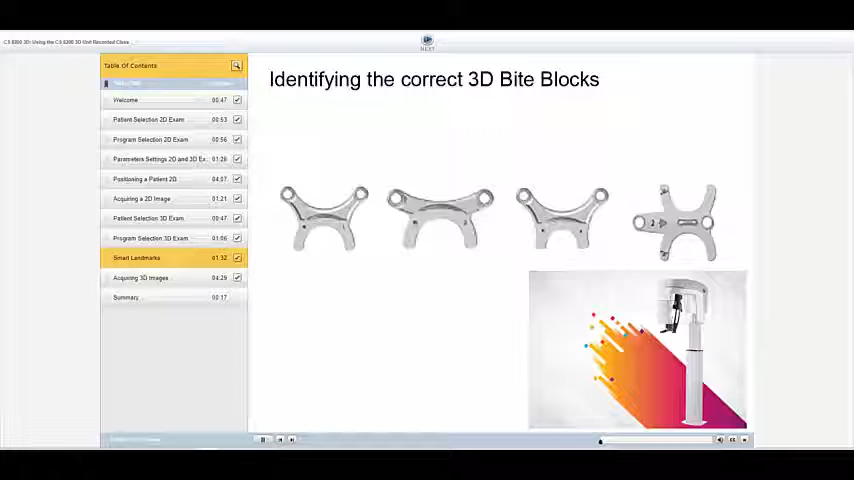 CS 8200 3D: Using the CS 8200 3D Unit Recorded Class
NEXT
Table Of Contents
Welcome 00:47
Patient Selection 2D Exam 00:53
Program Selection 2D Exam 00:56
Parameters Settings 2D and 3D Ex... 01:26
Positioning a Patient 2D 04:07
Acquiring a 2D Image 01:21
Patient Selection 3D Exam 00:47
Program Selection 3D Exam 01:06
Smart Landmarks 01:32
Acquiring 3D Images 04:29
Summary 00:17
Identifying the correct 3D Bite Blocks
2